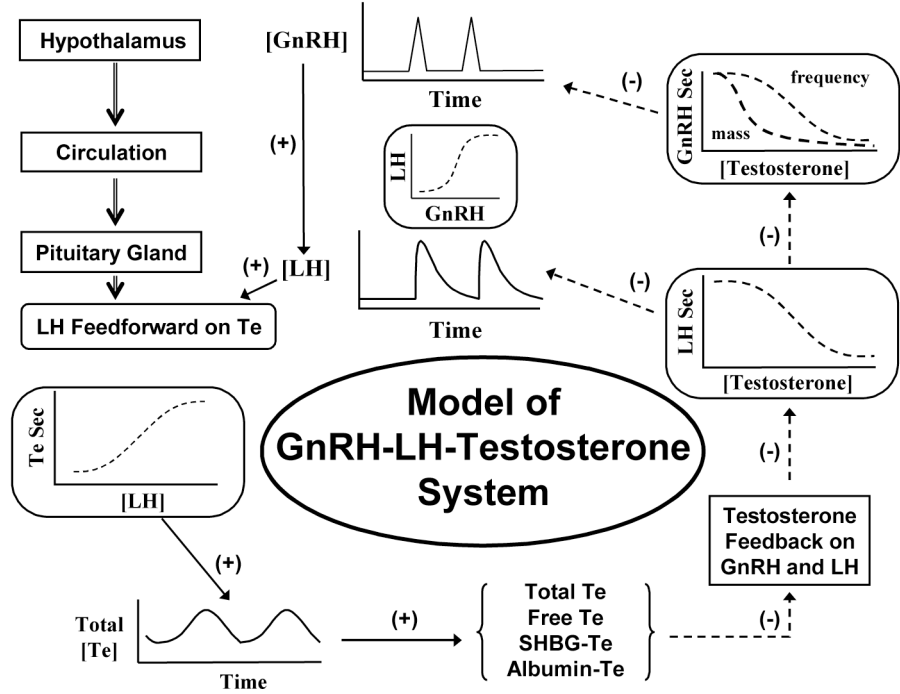 Hypothalamus
Circulation
Pituitary Gland
LH Feedforward on Te
[GnRH]
(+)
[LH]
(+)
Time
LH
GnRH
Time
(-)
GnRH Sec
frequency
mass
[Testosterone]
(-)
(-)
LH Sec
[Testosterone]
(-)
Model of
GnRH-LH-Testosterone
System
Te Sec
[LH]
(+)
Total
[Te]
Time
(+)
Total Te
Free Te
SHBG-Te
Albumin-Te
(-)
Testosterone
Feedback on
GnRH and LH